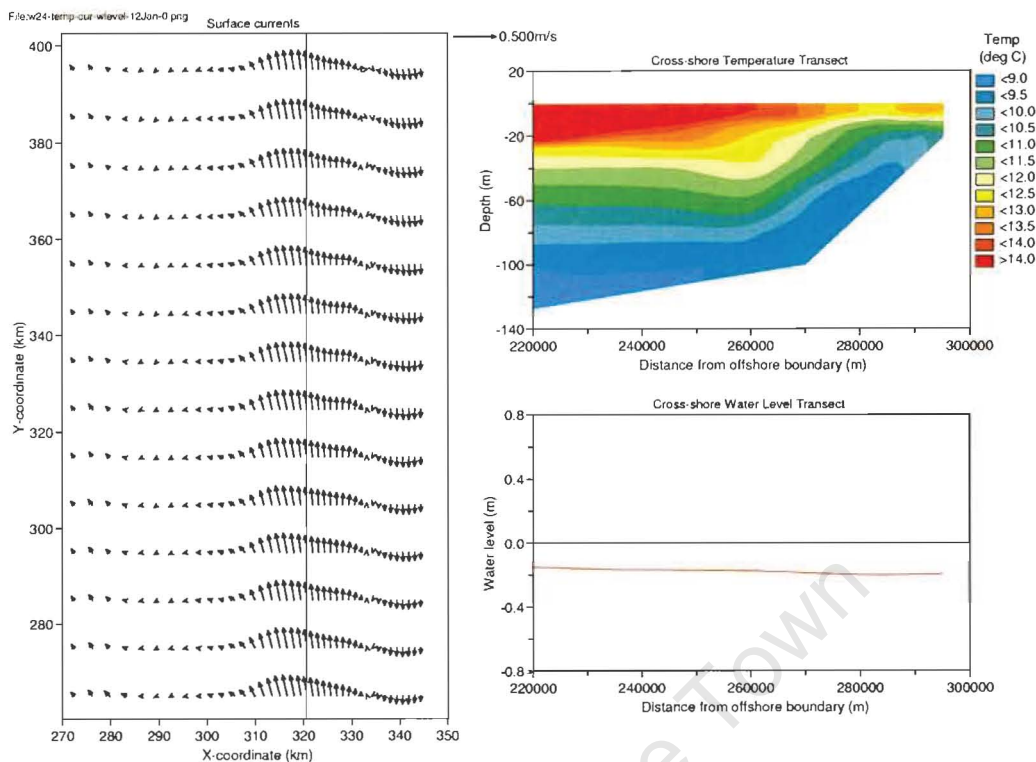 File:w24-temp-cur-wlevel-12Jan-0 png
Surface currents
0.500m/s
400
380
360
340
320
300
280
Y-coordinate (km)
270 280 290 300 310 320 330 340 350
X-coordinate (km)
Cross-shore Temperature Transect
20
-20
-60
-100
-140
Depth (m)
220000 240000 260000 280000 300000
Distance from offshore boundary (m)
Temp
(deg C)
<9.0
<9.5
<10.0
<10.5
<11.0
<11.5
<12.0
<12.5
<13.0
<13.5
<14.0
>14.0
Cross-shore Water Level Transect
0.8
0.4
0.0
-0.4
-0.8
Water level (m)
220000 240000 260000 280000 300000
Distance from offshore boundary (m)
Town